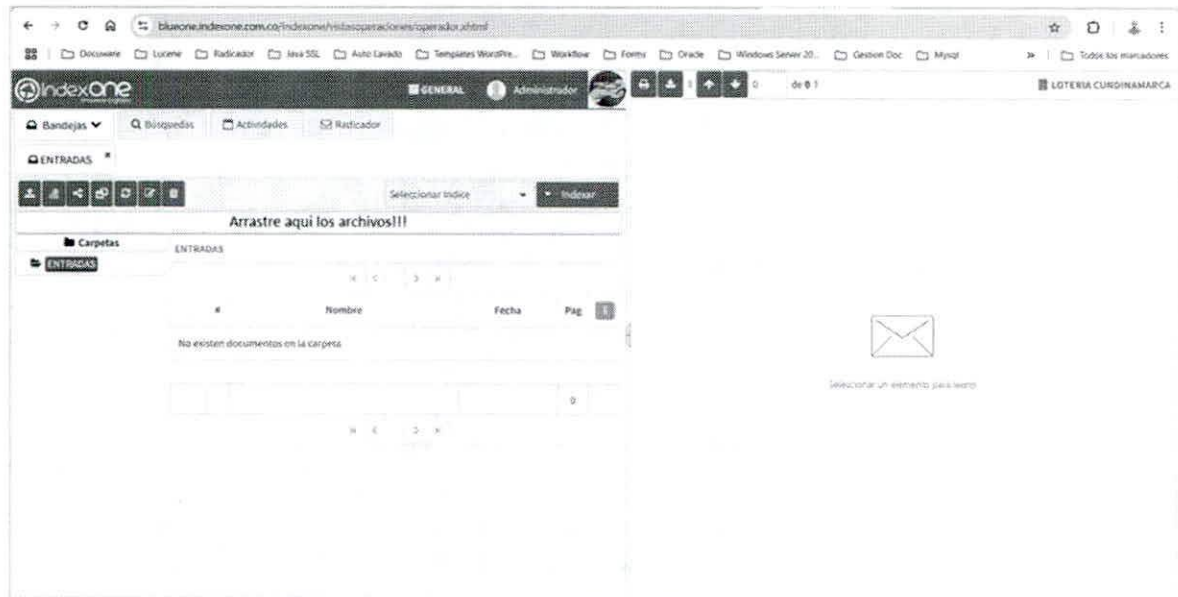 blueone.indexone.com.co/indexone/vistasoperaciones/operador.xhtml
Docuware Lucene Radicador Java SSL Auto Lavado Templates WordPre... Workflow Forms Oracle Windows Server 20... Gestion Doc Mysql » Todos los marcadores
IndexOne GENERAL Administrador 0 de 0 LOTERIA CUNDINAMARCA
Bandejas Búsquedas Actividades Radicador
ENTRADAS
Seleccionar Indice Indexar
Arrastre aquí los archivos!!!
Carpetas
ENTRADAS
ENTRADAS
# Nombre Fecha Pag
No existen documentos en la carpeta
0
Seleccionar un elemento para leerlo